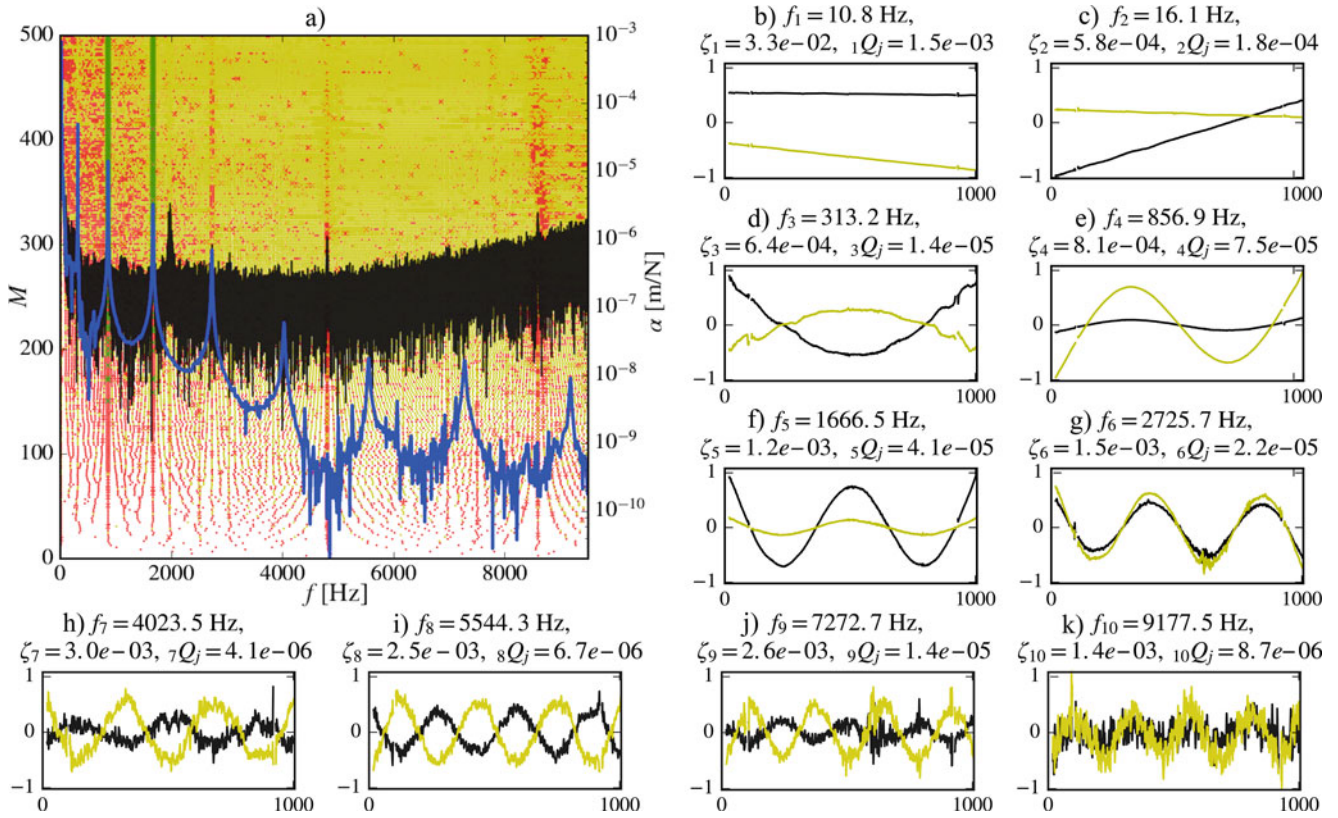 a)
500
400
300
200
100
0
M
0
2000
4000
6000
8000
f [Hz]
10⁻³
10⁻⁴
10⁻⁵
10⁻⁶
10⁻⁷
10⁻⁸
10⁻⁹
10⁻¹⁰
α [m/N]
b) f₁ = 10.8 Hz,
ζ₁ = 3.3e−02, ₁Qⱼ = 1.5e−03
1
0
−1
0
1000
c) f₂ = 16.1 Hz,
ζ₂ = 5.8e−04, ₂Qⱼ = 1.8e−04
1
0
−1
0
1000
d) f₃ = 313.2 Hz,
ζ₃ = 6.4e−04, ₃Qⱼ = 1.4e−05
1
0
−1
0
1000
e) f₄ = 856.9 Hz,
ζ₄ = 8.1e−04, ₄Qⱼ = 7.5e−05
1
0
−1
0
1000
f) f₅ = 1666.5 Hz,
ζ₅ = 1.2e−03, ₅Qⱼ = 4.1e−05
1
0
−1
0
1000
g) f₆ = 2725.7 Hz,
ζ₆ = 1.5e−03, ₆Qⱼ = 2.2e−05
1
0
−1
0
1000
h) f₇ = 4023.5 Hz,
ζ₇ = 3.0e−03, ₇Qⱼ = 4.1e−06
1
0
−1
0
1000
i) f₈ = 5544.3 Hz,
ζ₈ = 2.5e−03, ₈Qⱼ = 6.7e−06
1
0
−1
0
1000
j) f₉ = 7272.7 Hz,
ζ₉ = 2.6e−03, ₉Qⱼ = 1.4e−05
1
0
−1
0
1000
k) f₁₀ = 9177.5 Hz,
ζ₁₀ = 1.4e−03, ₁₀Qⱼ = 8.7e−06
1
0
−1
0
1000